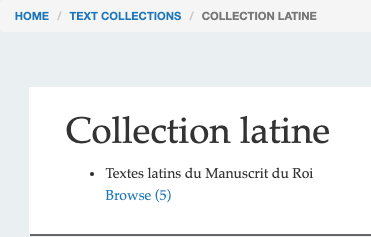 HOME / TEXT COLLECTIONS / COLLECTION LATINE
Collection latine
• Textes latins du Manuscrit du Roi
Browse (5)